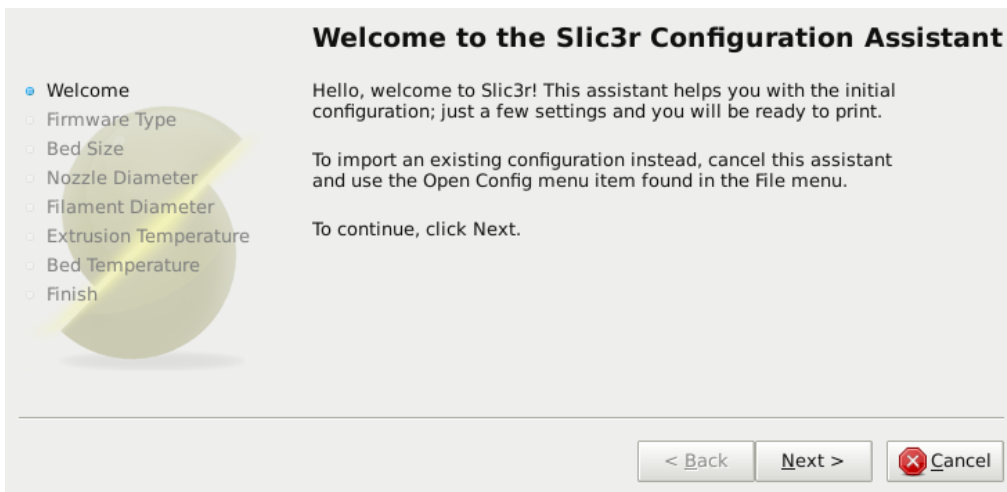 Welcome to the Slic3r Configuration Assistant
Welcome
Firmware Type
Bed Size
Nozzle Diameter
Filament Diameter
Extrusion Temperature
Bed Temperature
Finish
Hello, welcome to Slic3r! This assistant helps you with the initial
configuration; just a few settings and you will be ready to print.
To import an existing configuration instead, cancel this assistant
and use the Open Config menu item found in the File menu.
To continue, click Next.
< Back
Next >
Cancel